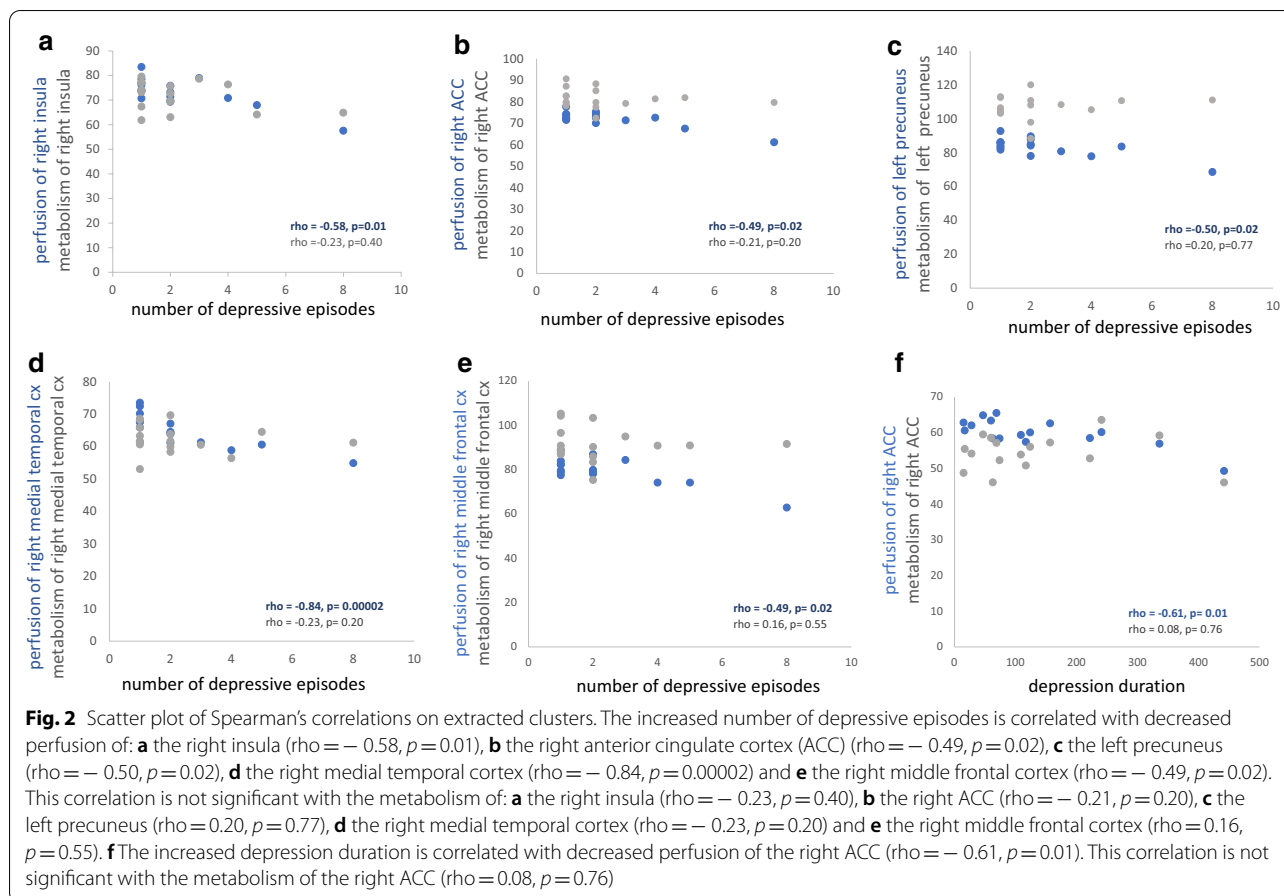 a
perfusion of right insula
metabolism of right insula
90
80
70
60
50
40
30
20
10
0
rho = -0.58, p=0.01
rho =-0.23, p=0.40
0 2 4 6 8 10
number of depressive episodes
b
perfusion of right ACC
metabolism of right ACC
100
90
80
70
60
50
40
30
20
10
0
rho =-0.49, p=0.02
rho =-0.21, p=0.20
0 2 4 6 8 10
number of depressive episodes
c
perfusion of left precuneus
metabolism of left precuneus
140
120
100
80
60
40
20
0
rho =-0.50, p=0.02
rho =0.20, p=0.77
0 2 4 6 8 10
number of depressive episodes
d
perfusion of right medial temporal cx
metabolism of right medial temporal cx
80
70
60
50
40
30
20
10
0
rho = -0.84, p= 0.00002
rho = -0.23, p= 0.20
0 2 4 6 8 10
number of depressive episodes
e
perfusion of right middle frontal cx
metabolism of right middle frontal cx
120
100
80
60
40
20
0
rho = -0.49, p= 0.02
rho = 0.16, p= 0.55
0 2 4 6 8 10
number of depressive episodes
f
perfusion of right ACC
metabolism of right ACC
70
60
50
40
30
20
10
0
rho = -0.61, p= 0.01
rho = 0.08, p= 0.76
0 100 200 300 400 500
depression duration
Fig. 2 Scatter plot of Spearman's correlations on extracted clusters. The increased number of depressive episodes is correlated with decreased
perfusion of: a the right insula (rho = − 0.58, p = 0.01), b the right anterior cingulate cortex (ACC) (rho = − 0.49, p = 0.02), c the left precuneus
(rho = − 0.50, p = 0.02), d the right medial temporal cortex (rho = − 0.84, p = 0.00002) and e the right middle frontal cortex (rho = − 0.49, p = 0.02).
This correlation is not significant with the metabolism of: a the right insula (rho = − 0.23, p = 0.40), b the right ACC (rho = − 0.21, p = 0.20), c the
left precuneus (rho = 0.20, p = 0.77), d the right medial temporal cortex (rho = − 0.23, p = 0.20) and e the right middle frontal cortex (rho = 0.16,
p = 0.55). f The increased depression duration is correlated with decreased perfusion of the right ACC (rho = − 0.61, p = 0.01). This correlation is not
significant with the metabolism of the right ACC (rho = 0.08, p = 0.76)